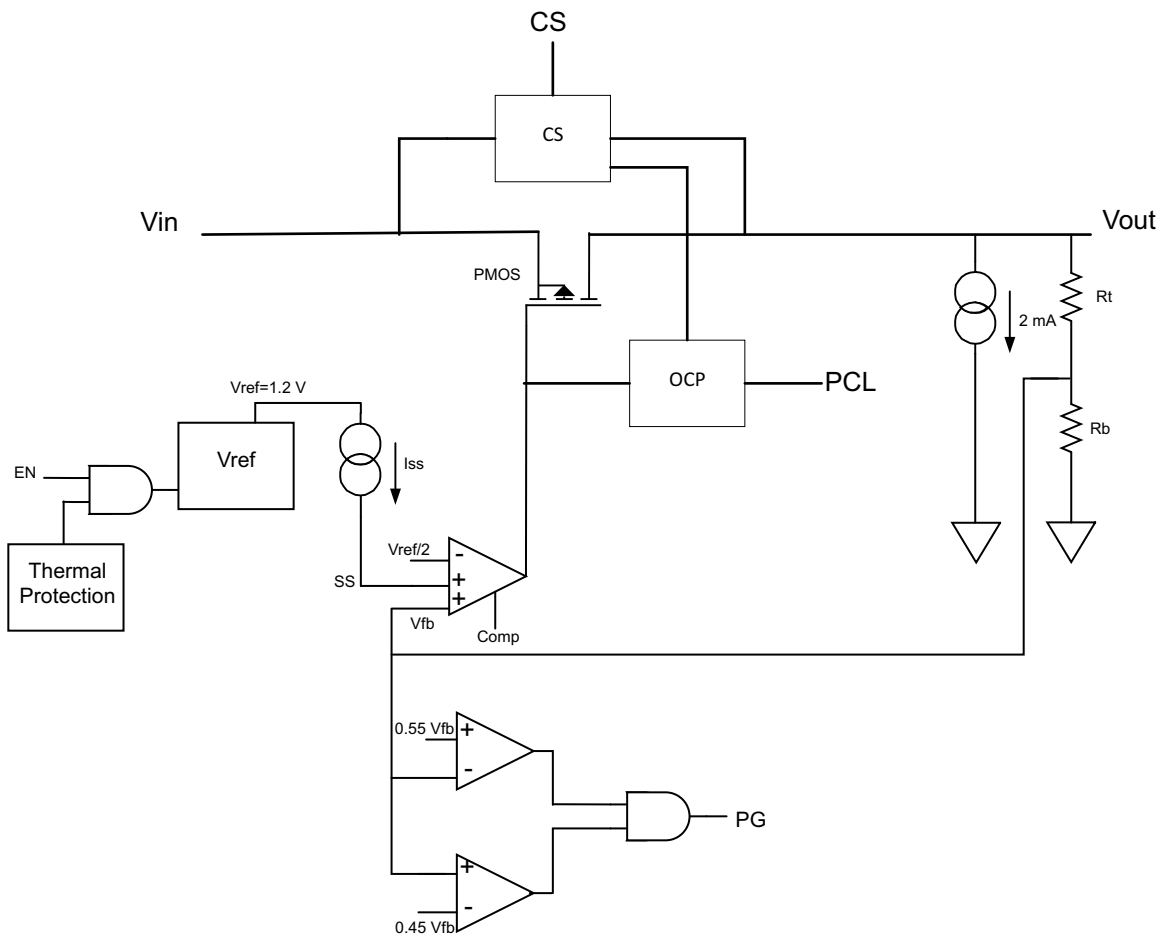 CS
CS
Vin
Vout
PMOS
Rt
2 mA
OCP
PCL
Vref=1.2 V
Rb
Vref
Iss
EN
Vref/2
-
Thermal
Protection
SS
+
+
Vfb
Comp
0.55 Vfb
+
-
PG
+
-
0.45 Vfb